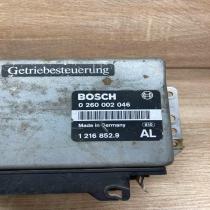 Getriebesteuerung
BOSCH
0 260 002 046
Made in Germany
1 216 852.9 AL